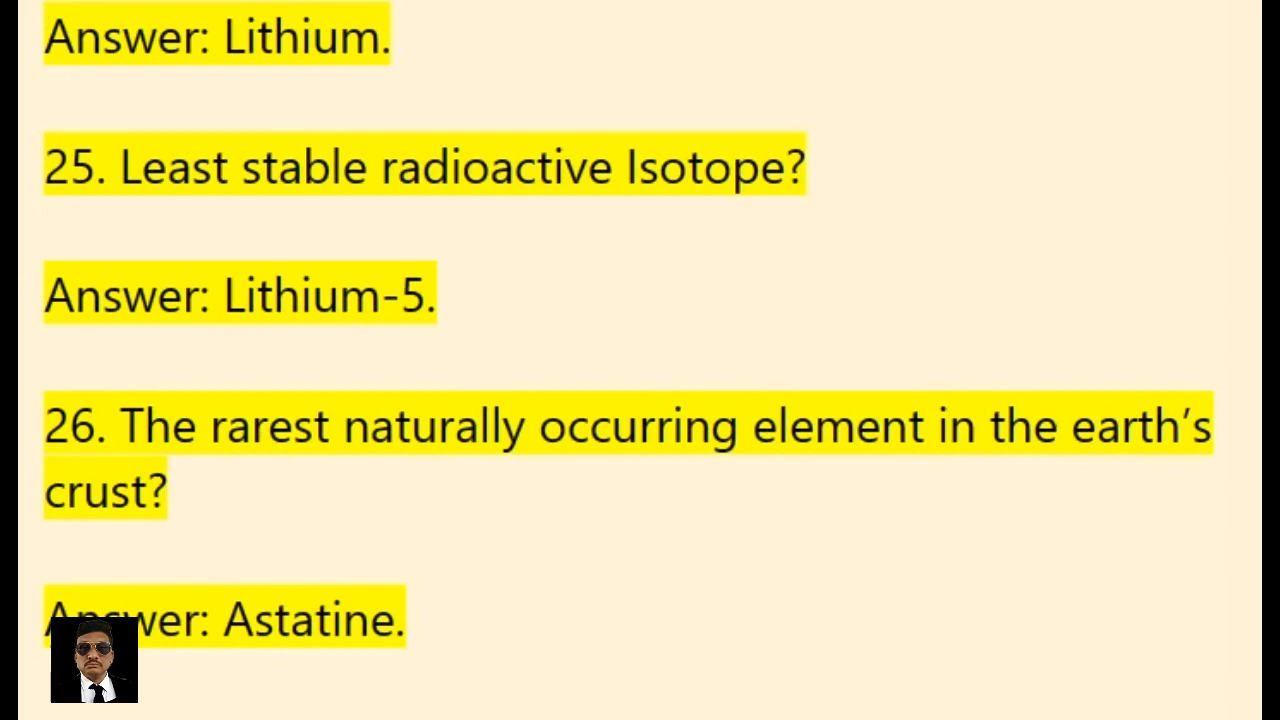 Answer: Lithium.
25. Least stable radioactive Isotope?
Answer: Lithium-5.
26. The rarest naturally occurring element in the earth’s
crust?
Answer: Astatine.